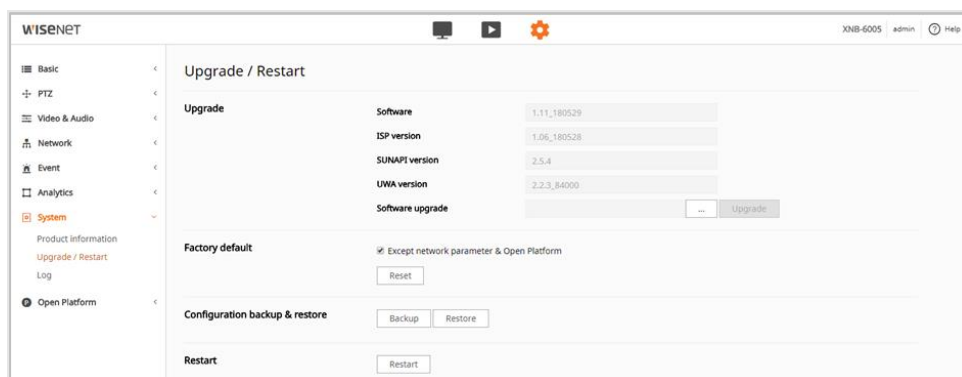 WISENET
XNB-6005 admin Help
Basic
PTZ
Video & Audio
Network
Event
Analytics
System
Product information
Upgrade / Restart
Log
Open Platform
Upgrade / Restart
Upgrade
Software 1.11_180529
ISP version 1.06_180528
SUNAPI version 2.5.4
UWA version 2.2.3_84000
Software upgrade ... Upgrade
Factory default
Except network parameter & Open Platform
Reset
Configuration backup & restore
Backup Restore
Restart
Restart